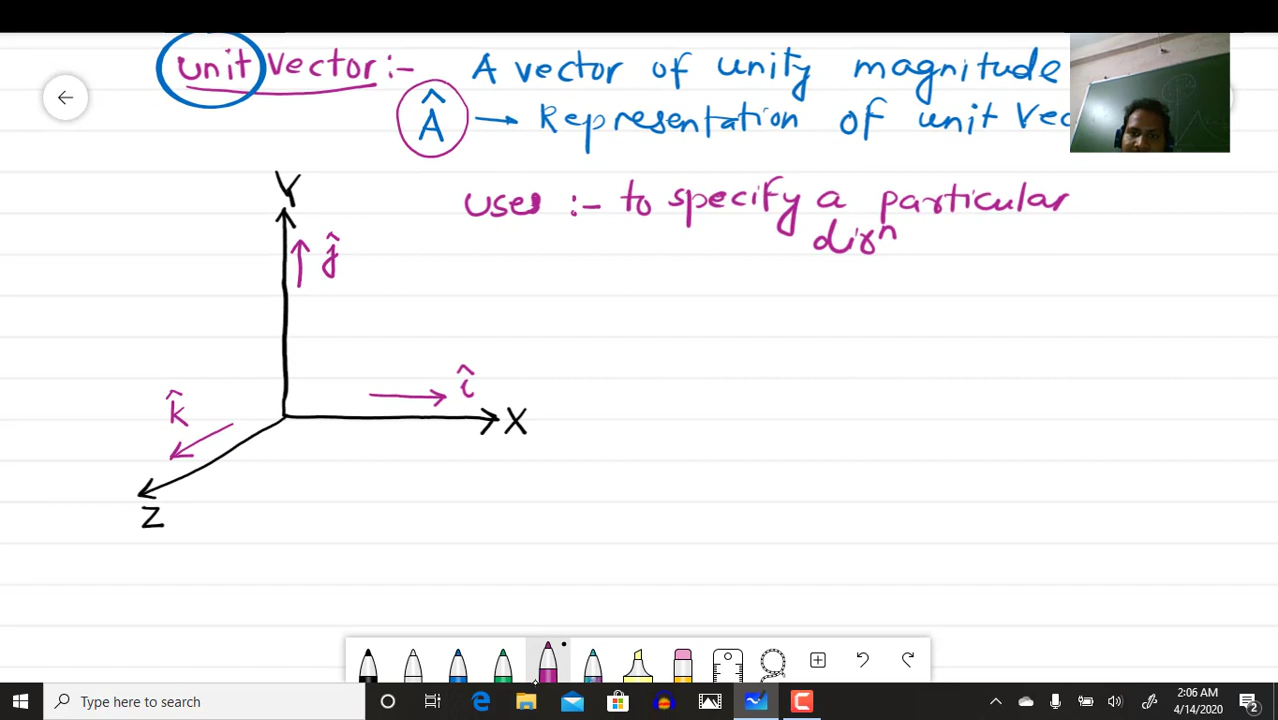 unit Vector :- A vector of unity magnitude
Â → Representation of unit Vec
Y
uses :- to specify a particular
dirⁿ
ĵ
î
k̂
X
Z
Type here to search
2:06 AM
4/14/2020
2